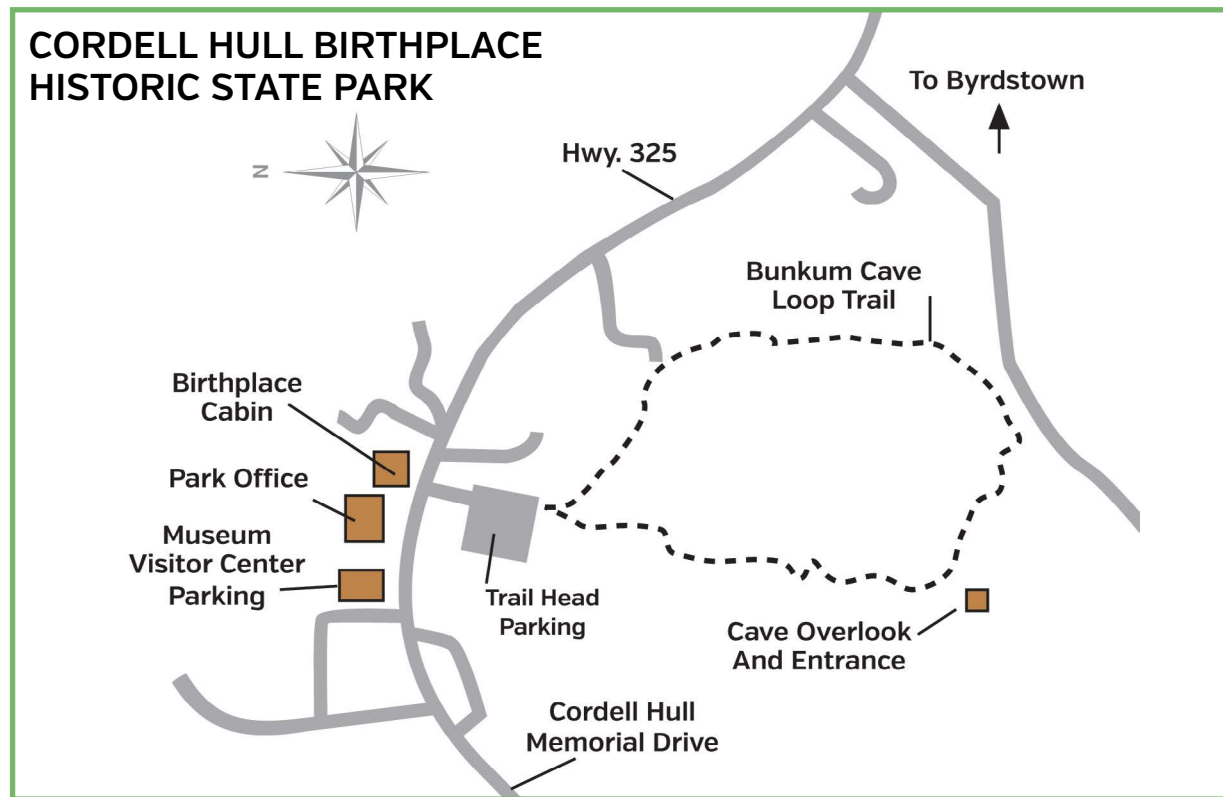 CORDELL HULL BIRTHPLACE
HISTORIC STATE PARK
N
To Byrdstown
Hwy. 325
Bunkum Cave
Loop Trail
Birthplace
Cabin
Park Office
Museum
Visitor Center
Parking
Trail Head
Parking
Cave Overlook
And Entrance
Cordell Hull
Memorial Drive